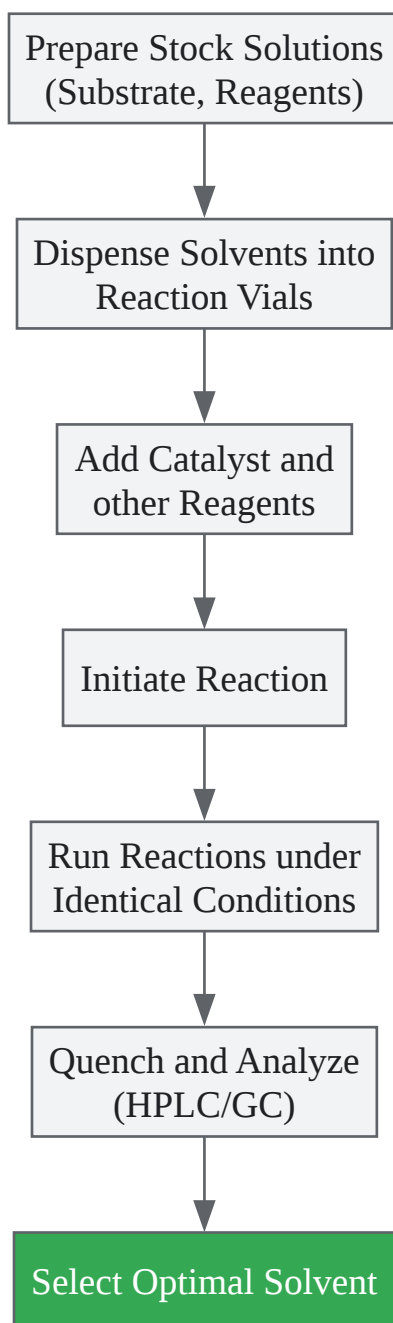 Prepare Stock Solutions
(Substrate, Reagents)
Dispense Solvents into
Reaction Vials
Add Catalyst and
other Reagents
Initiate Reaction
Run Reactions under
Identical Conditions
Quench and Analyze
(HPLC/GC)
Select Optimal Solvent